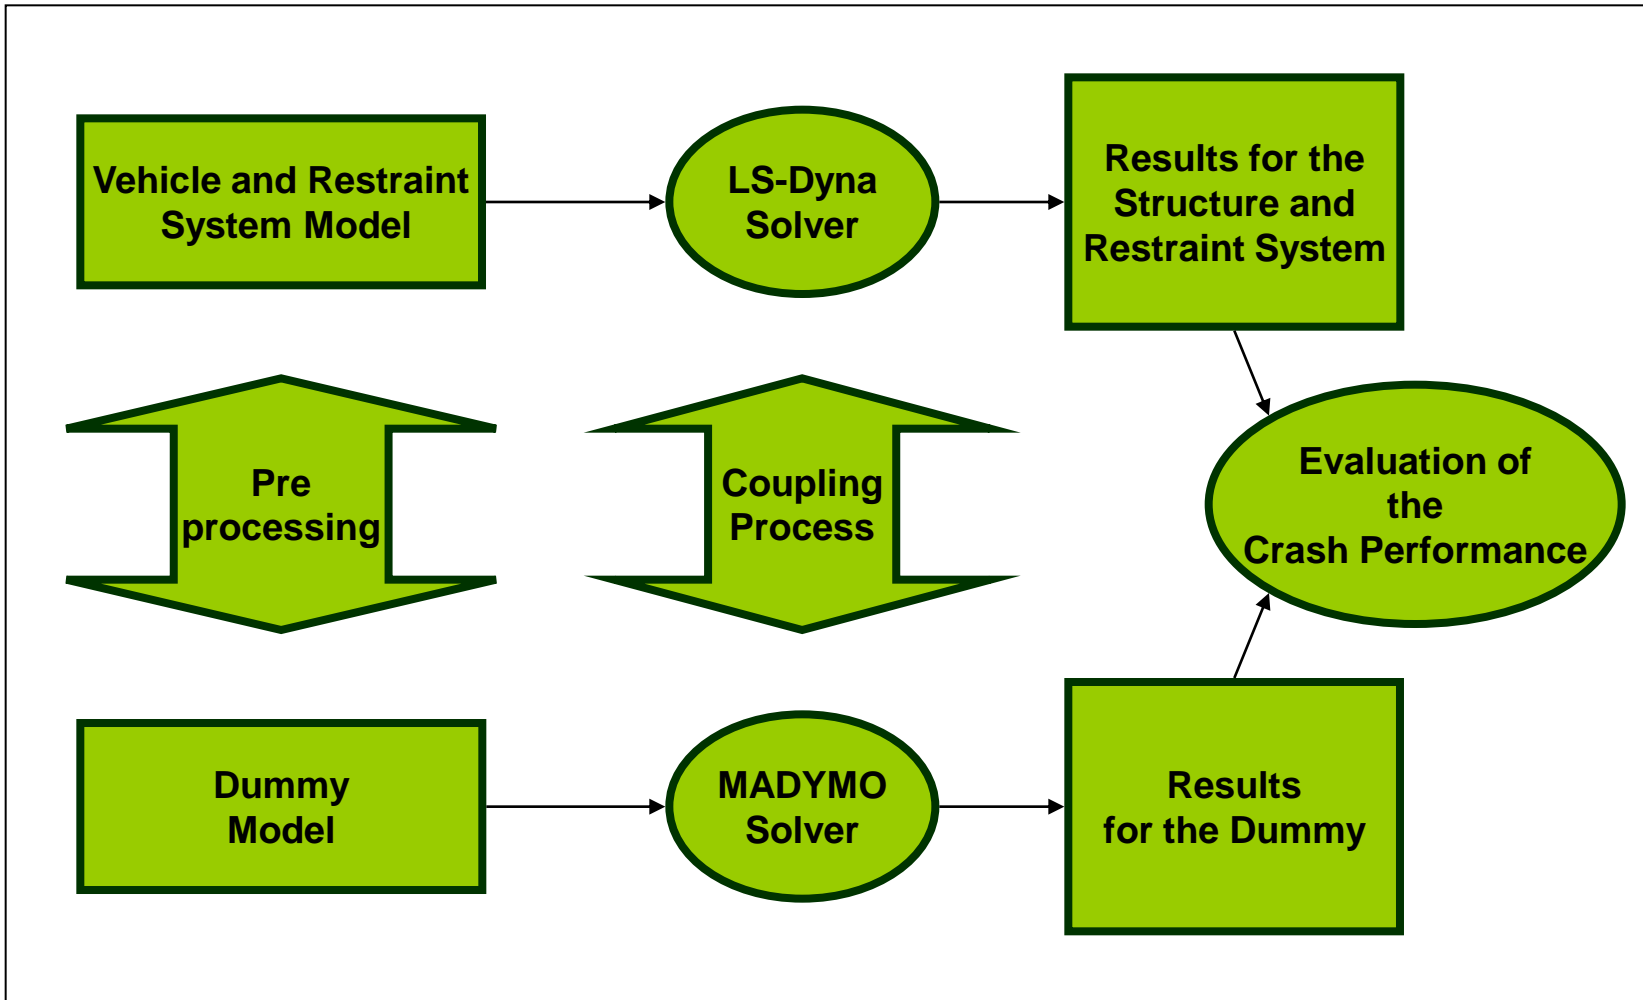 Vehicle and Restraint
System Model
LS-Dyna
Solver
Results for the
Structure and
Restraint System
Pre
processing
Coupling
Process
Evaluation of
the
Crash Performance
Dummy
Model
MADYMO
Solver
Results
for the Dummy